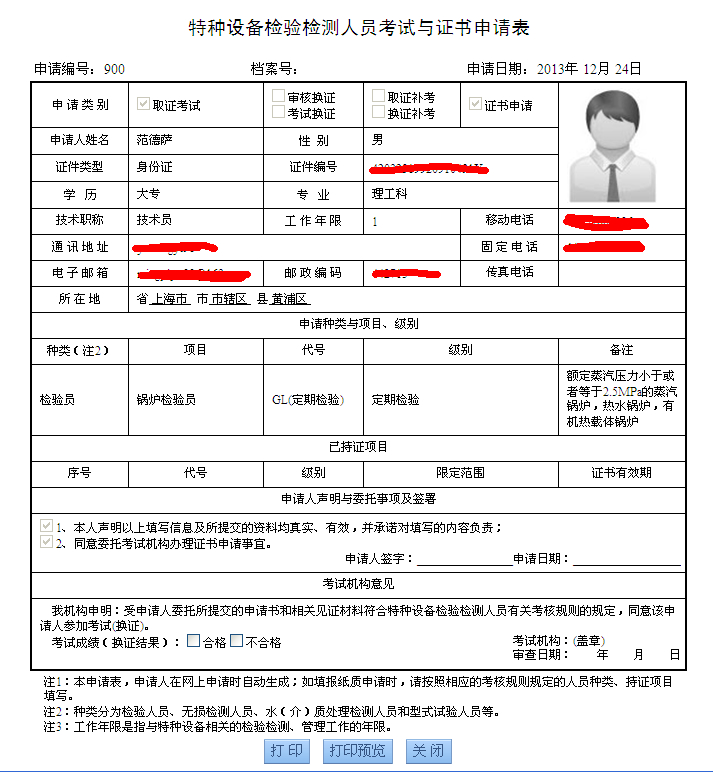 特种设备检验检测人员考试与证书申请表
申请编号：900 档案号： 申请日期：2013年 12月 24日
申请类别 取证考试 审核换证 考试换证 取证补考 换证补考 证书申请
申请人姓名 范德萨 性 别 男
证件类型 身份证 证件编号
学 历 大专 专 业 理工科
技术职称 技术员 工作年限 1 移动电话
通讯地址 固定电话
电子邮箱 邮政编码 传真电话
所在地 省 上海市 市 市辖区 县 黄浦区
申请种类与项目、级别
种类（注2） 项目 代号 级别 备注
检验员 锅炉检验员 GL(定期检验) 定期检验
额定蒸汽压力小于或
者等于2.5MPa的蒸汽
锅炉，热水锅炉，有
机热载体锅炉
已持证项目
序号 代号 级别 限定范围 证书有效期
申请人声明与委托事项及签署
1、本人声明以上填写信息及所提交的资料均真实、有效，并承诺对填写的内容负责；
2、同意委托考试机构办理证书申请事宜。
申请人签字： 申请日期：
考试机构意见
我机构申明：受申请人委托所提交的申请书和相关见证材料符合特种设备检验检测人员有关考核规则的规定，同意该申
请人参加考试(换证)。
考试成绩（换证结果）： 合格 不合格 考试机构：(盖章)
审查日期： 年 月 日
注1：本申请表，申请人在网上申请时自动生成；如填报纸质申请时，请按照相应的考核规则规定的人员种类、持证项目
填写。
注2：种类分为检验人员、无损检测人员、水（介）质处理检测人员和型式试验人员等。
注3：工作年限是指与特种设备相关的检验检测、管理工作的年限。
打 印 打印预览 关 闭